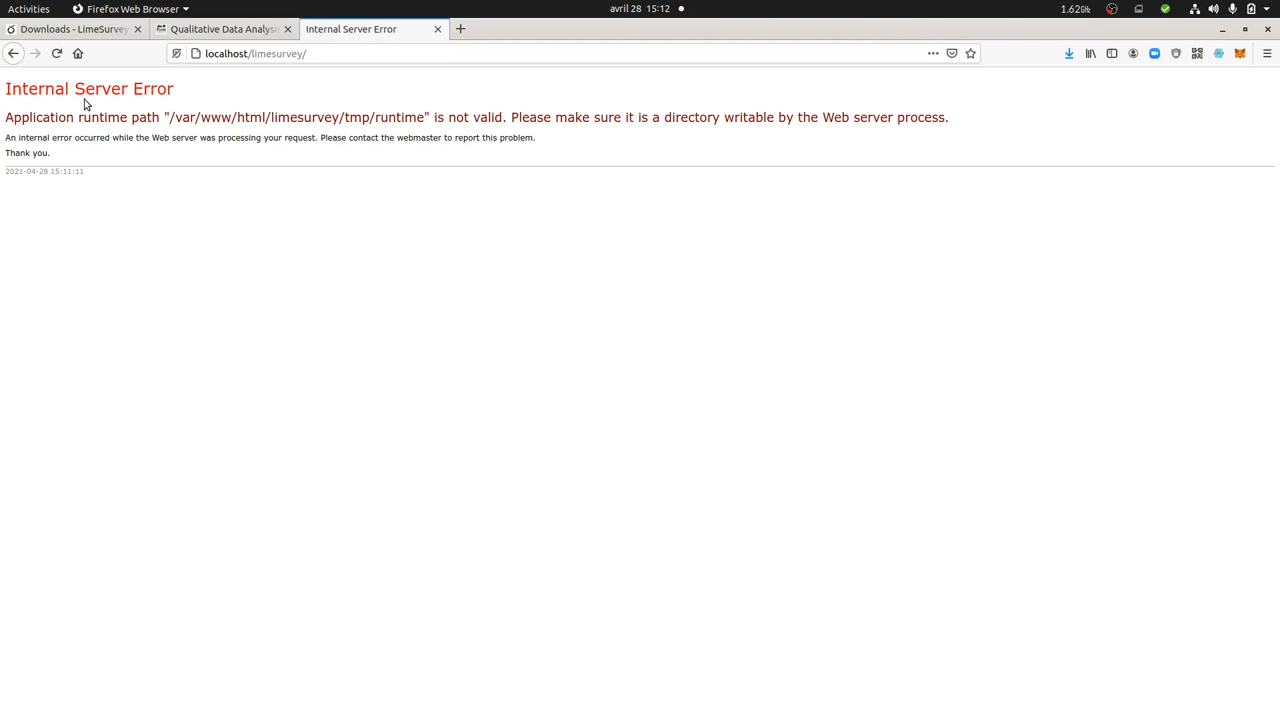 Activities Firefox Web Browser avril 28 15:12 1.62GHz
Downloads - LimeSurvey Qualitative Data Analysis Internal Server Error
localhost/limesurvey/
Internal Server Error
Application runtime path "/var/www/html/limesurvey/tmp/runtime" is not valid. Please make sure it is a directory writable by the Web server process.
An internal error occurred while the Web server was processing your request. Please contact the webmaster to report this problem.
Thank you.
2021-04-28 15:11:11